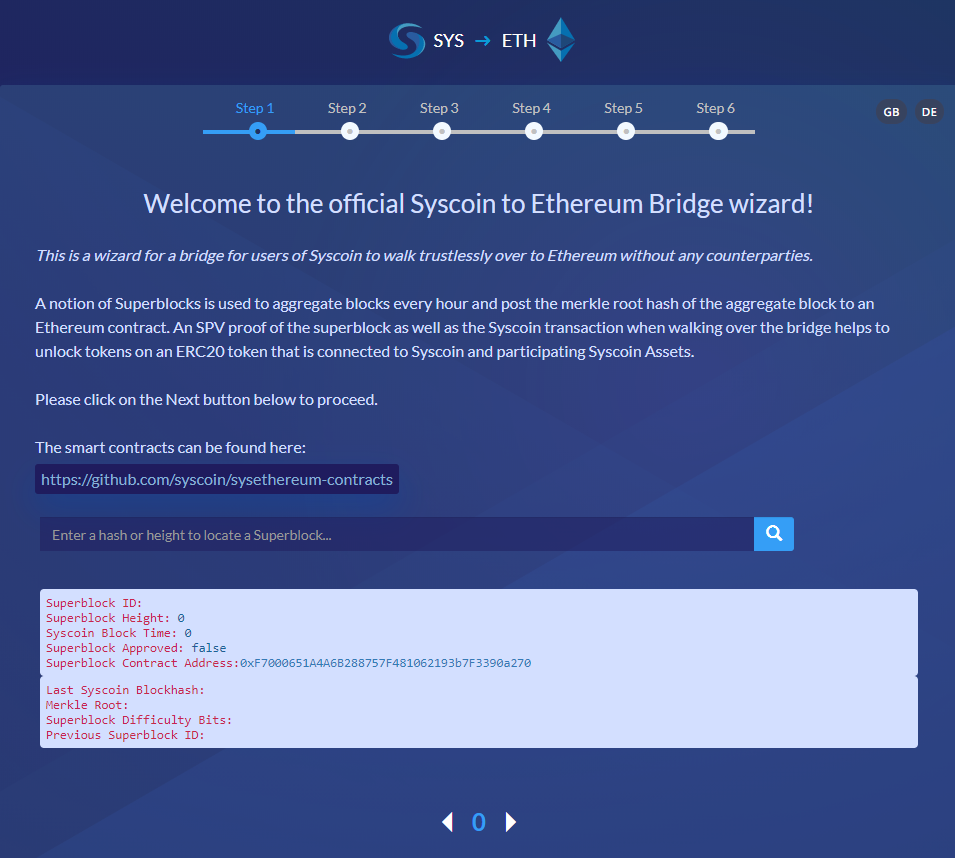 SYS → ETH
Step 1 Step 2 Step 3 Step 4 Step 5 Step 6
GB DE
Welcome to the official Syscoin to Ethereum Bridge wizard!
This is a wizard for a bridge for users of Syscoin to walk trustlessly over to Ethereum without any counterparties.
A notion of Superblocks is used to aggregate blocks every hour and post the merkle root hash of the aggregate block to an
Ethereum contract. An SPV proof of the superblock as well as the Syscoin transaction when walking over the bridge helps to
unlock tokens on an ERC20 token that is connected to Syscoin and participating Syscoin Assets.
Please click on the Next button below to proceed.
The smart contracts can be found here:
https://github.com/syscoin/sysethereum-contracts
Enter a hash or height to locate a Superblock...
Superblock ID:
Superblock Height: 0
Syscoin Block Time: 0
Superblock Approved: false
Superblock Contract Address:0xF7000651A4A6B288757F481062193b7F3390a270
Last Syscoin Blockhash:
Merkle Root:
Superblock Difficulty Bits:
Previous Superblock ID:
0